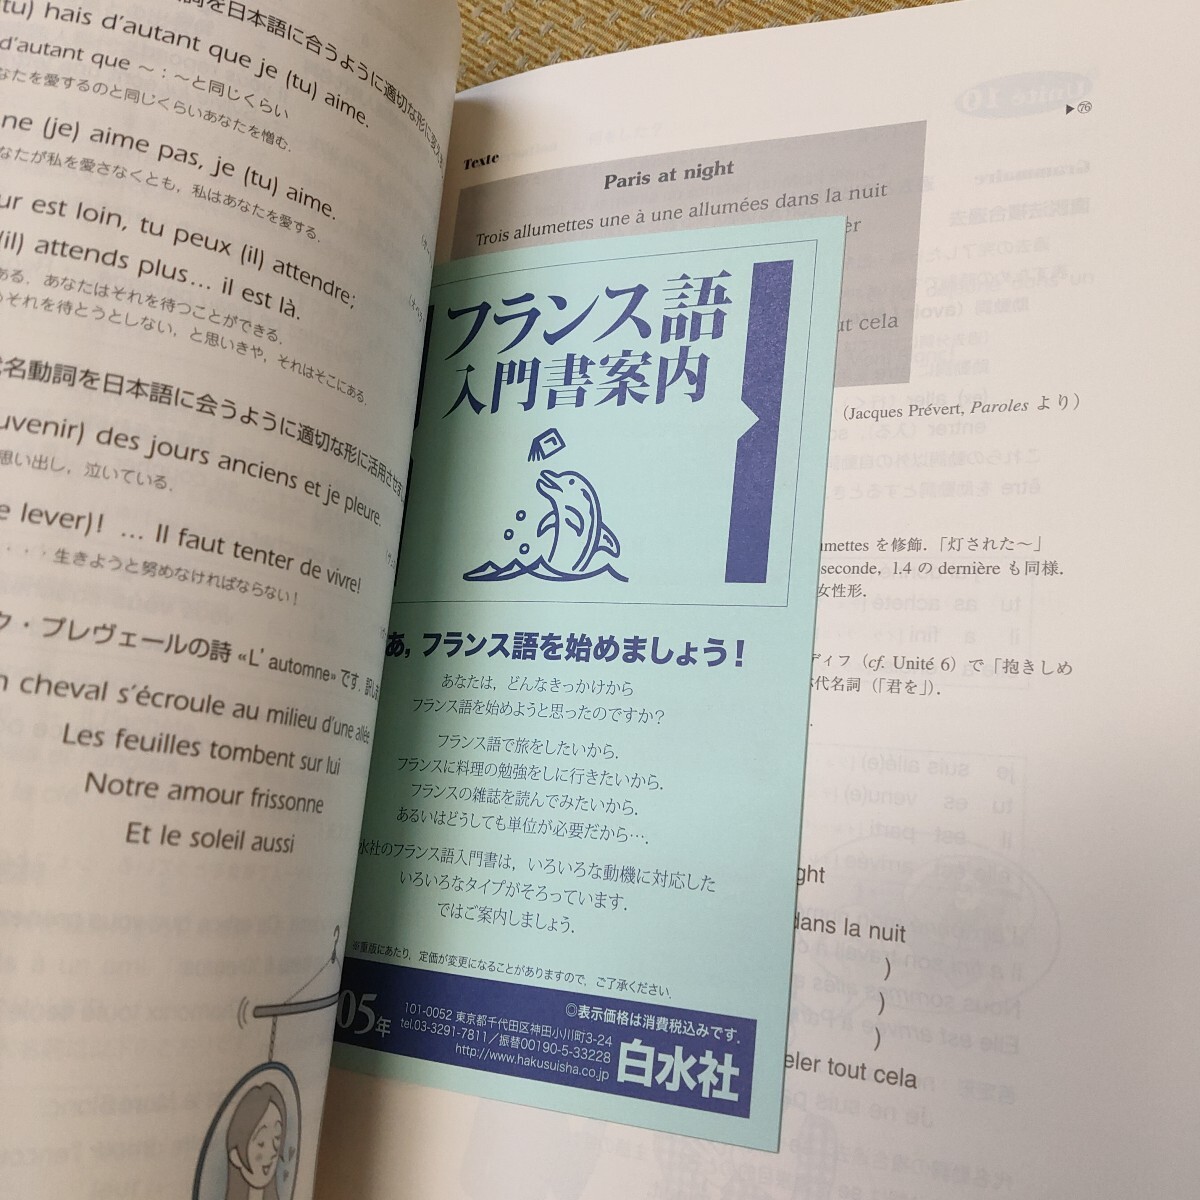 詞を日本語に合うように適切な形に変え
(tu) hais d'autant que je (tu) aime.
d'autant que ～：～と同じくらい
なたを愛するのと同じくらいあなたを憎む.
ne (je) aime pas, je (tu) aime.
なたが私を愛さなくとも, 私はあなたを愛する.
ur est loin, tu peux (il) attendre;
(il) attends plus… il est là.
ある, あなたはそれを待つことができる.
それを待とうとしない, と思いきや, それはそこにある.
名動詞を日本語に会うように適切な形に活用させ
uvenir) des jours anciens et je pleure.
思い出し, 泣いている.
e lever)! … Il faut tenter de vivre!
・・・・生きようと努めなければならない！
ク・プレヴェールの詩 «L'automne» です. 訳し
n cheval s'écroule au milieu d'une allée
Les feuilles tombent sur lui
Notre amour frissonne
Et le soleil aussi
▶76
Texte
Paris at night
Trois allumettes une à une allumées dans la nuit
er
ut cela
(Jacques Prévert, Paroles より)
umettes を修飾.「灯された～」
seconde, l.4 の dernière も同様.
女性形.
ディフ (cf. Unité 6) で「抱きしめ
代名詞（「君を」）.
ight
dans la nuit
)
)
)
eler tout cela
フランス語
入門書案内
あ, フランス語を始めましょう！
あなたは, どんなきっかけから
フランス語を始めようと思ったのですか？
フランス語で旅をしたいから.
フランスに料理の勉強をしに行きたいから.
フランスの雑誌を読んでみたいから.
あるいはどうしても単位が必要だから….
水社のフランス語入門書は, いろいろな動機に対応した
いろいろなタイプがそろっています.
ではご案内しましょう.
※重版にあたり, 定価が変更になることがありますので, ご了承ください.
05年
◎表示価格は消費税込みです.
101-0052 東京都千代田区神田小川町3-24
tel.03-3291-7811／振替00190-5-33228
http://www.hakusuisha.co.jp
白水社